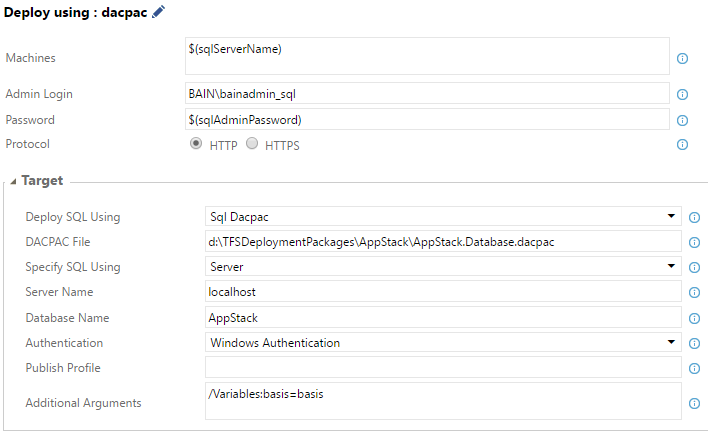 Deploy using : dacpac
Machines
$(sqlServerName)
Admin Login
BAIN\bainadmin_sql
Password
$(sqlAdminPassword)
Protocol
HTTP HTTPS
Target
Deploy SQL Using
Sql Dacpac
DACPAC File
d:\TFSDeploymentPackages\AppStack\AppStack.Database.dacpac
Specify SQL Using
Server
Server Name
localhost
Database Name
AppStack
Authentication
Windows Authentication
Publish Profile
Additional Arguments
/Variables:basis=basis